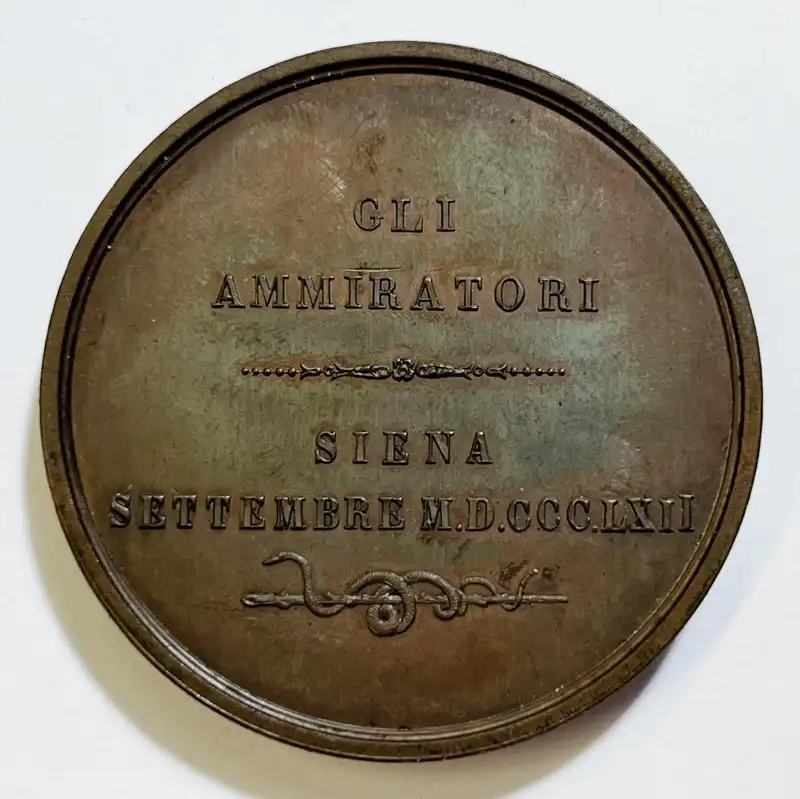 GLI
AMMIRATORI
SIENA
SETTEMBRE M.D.CCC.LXII